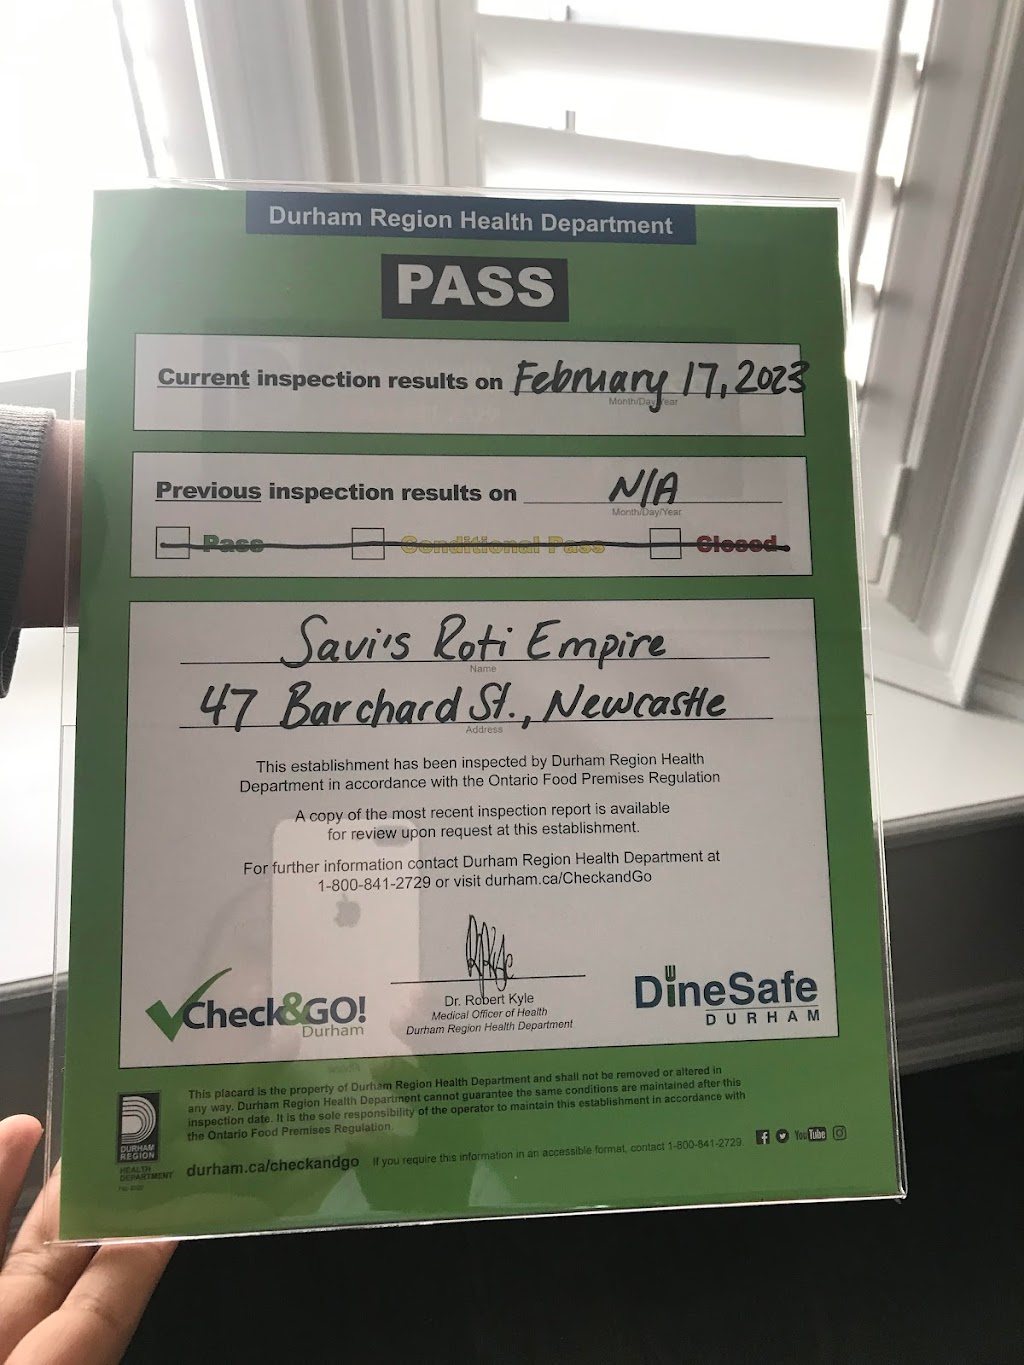 Durham Region Health Department
PASS
Current inspection results on February 17, 2023
Month/Day/Year
Previous inspection results on N/A
Month/Day/Year
Pass Conditional Pass Closed
Savi's Roti Empire
Name
47 Barchard St., Newcastle
Address
This establishment has been inspected by Durham Region Health
Department in accordance with the Ontario Food Premises Regulation
A copy of the most recent inspection report is available
for review upon request at this establishment.
For further information contact Durham Region Health Department at
1-800-841-2729 or visit durham.ca/CheckandGo
Check&GO!
Durham
Dr. Robert Kyle
Medical Officer of Health
Durham Region Health Department
DineSafe
DURHAM
This placard is the property of Durham Region Health Department and shall not be removed or altered in
any way. Durham Region Health Department cannot guarantee the same conditions are maintained after this
inspection date. It is the sole responsibility of the operator to maintain this establishment in accordance with
the Ontario Food Premises Regulation.
DURHAM
REGION
HEALTH
DEPARTMENT
durham.ca/checkandgo If you require this information in an accessible format, contact 1-800-841-2729.
YouTube